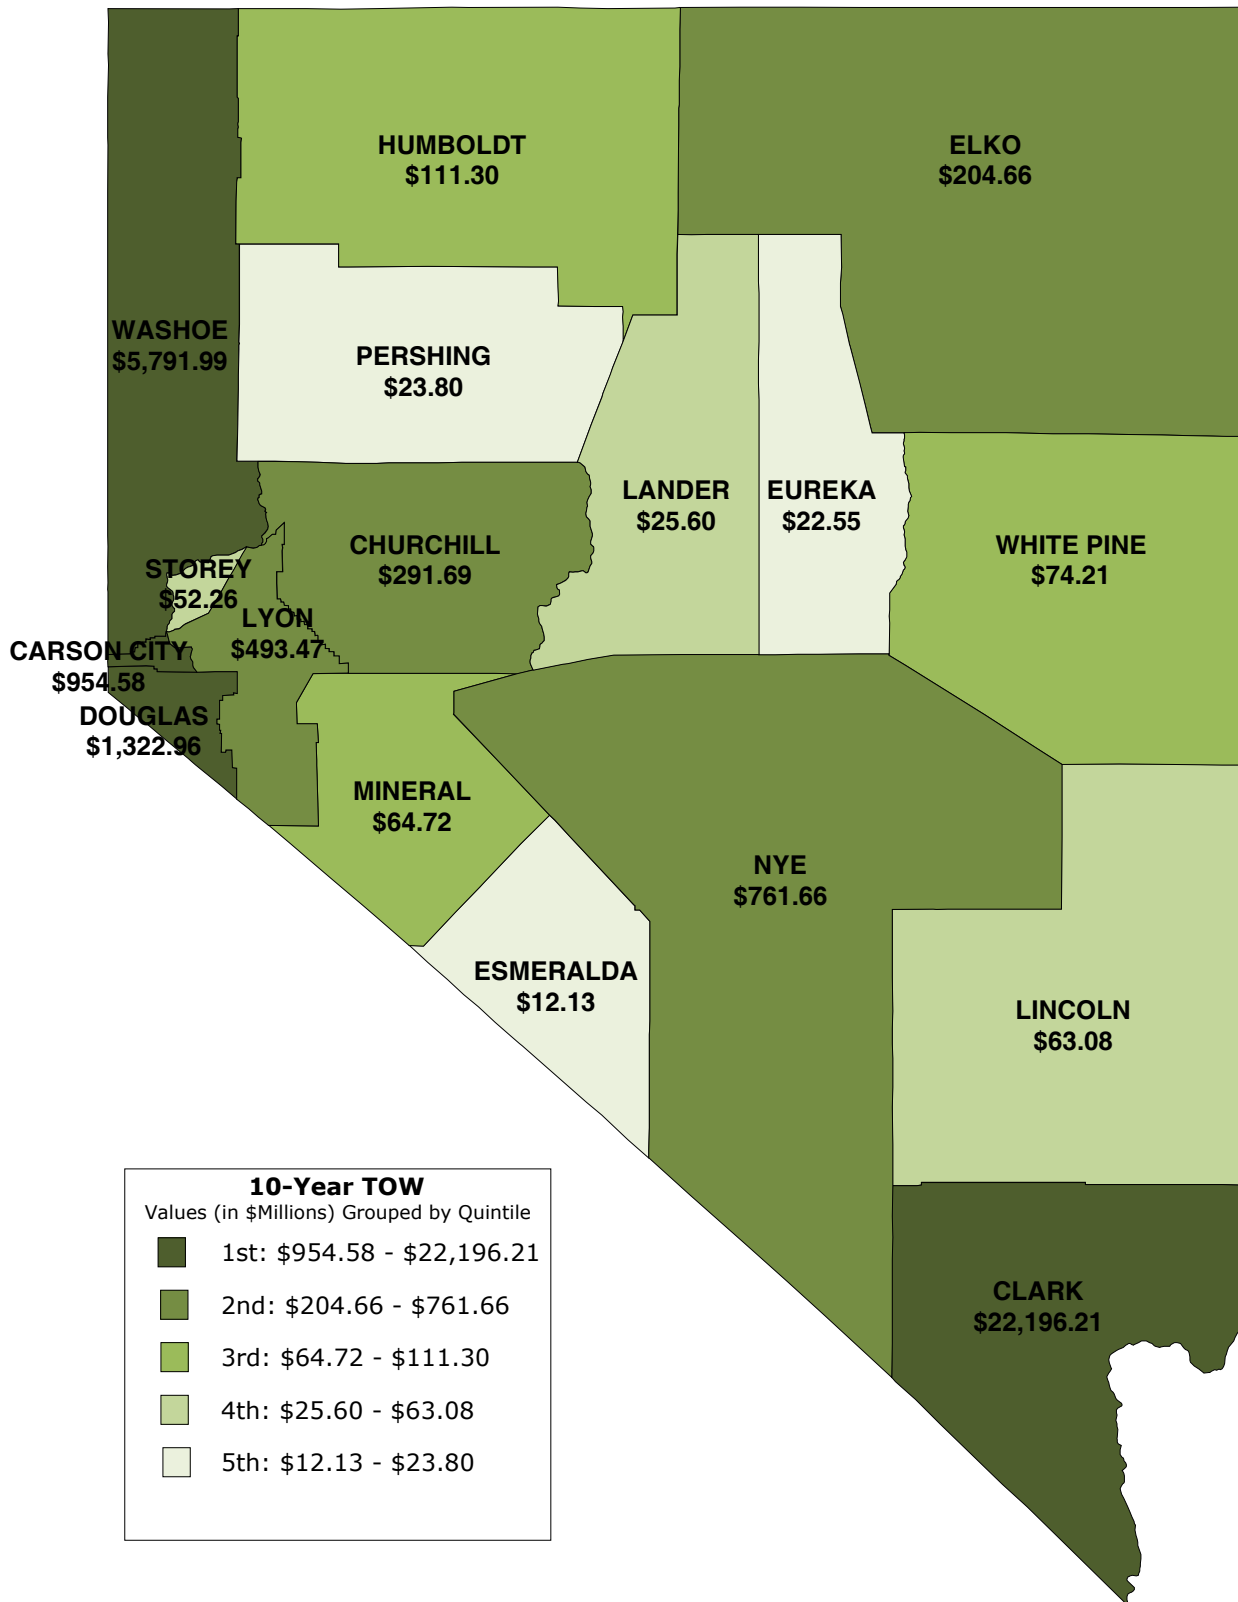 HUMBOLDT
$111.30
ELKO
$204.66
WASHOE
$5,791.99
PERSHING
$23.80
LANDER
$25.60
EUREKA
$22.55
CHURCHILL
$291.69
WHITE PINE
$74.21
STOREY
$52.26
LYON
$493.47
CARSON CITY
$954.58
DOUGLAS
$1,322.96
MINERAL
$64.72
NYE
$761.66
ESMERALDA
$12.13
LINCOLN
$63.08
CLARK
$22,196.21
10-Year TOW
Values (in $Millions) Grouped by Quintile
1st: $954.58 - $22,196.21
2nd: $204.66 - $761.66
3rd: $64.72 - $111.30
4th: $25.60 - $63.08
5th: $12.13 - $23.80